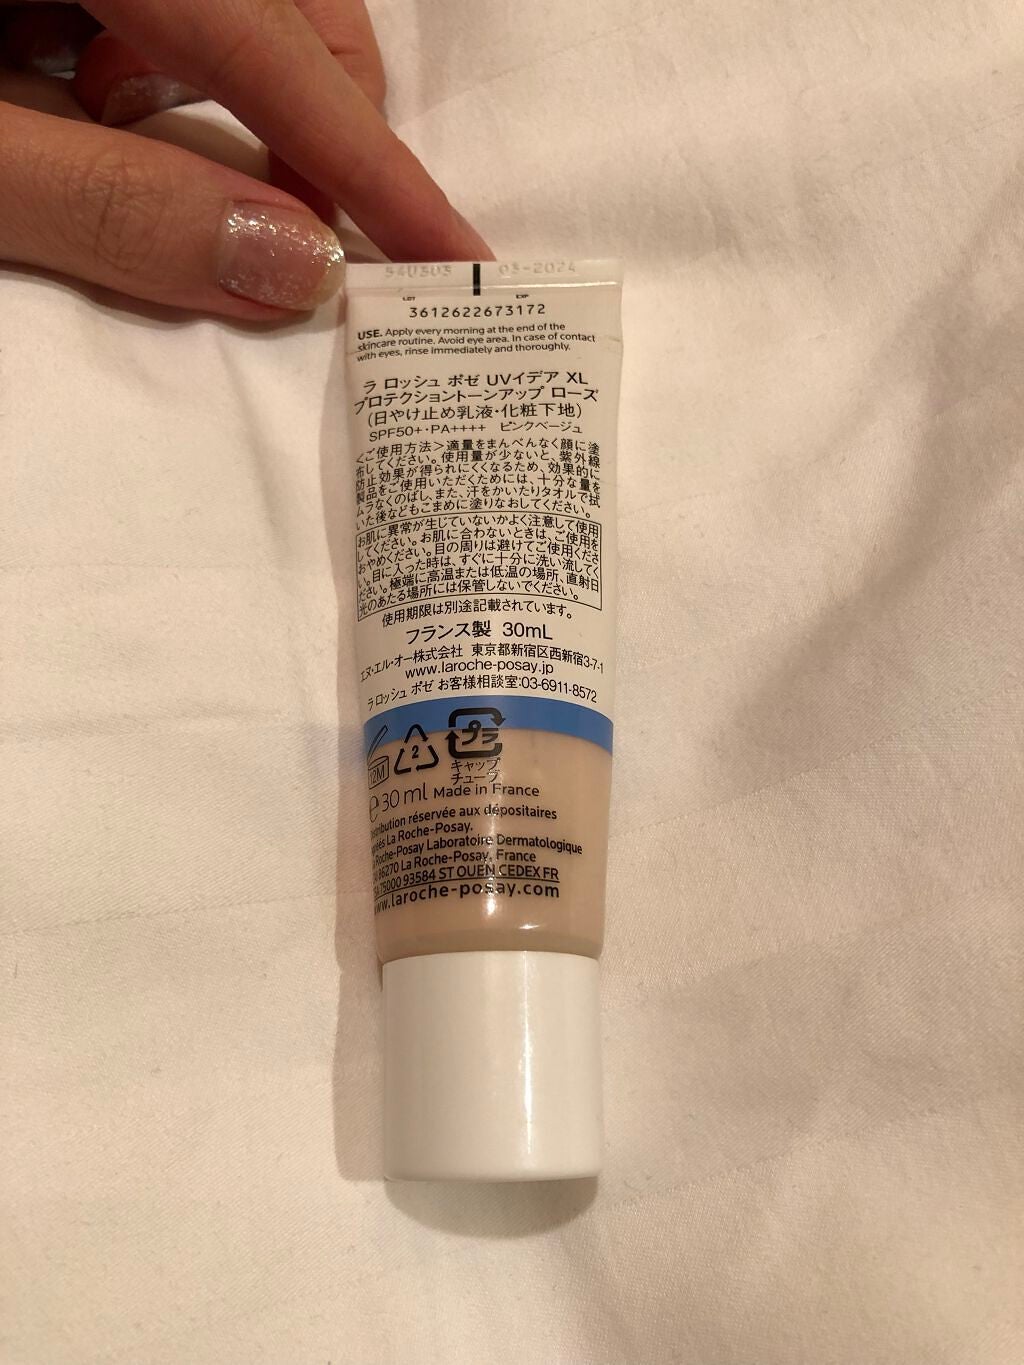 54U303 03-2024
LOT EXP
3612622673172
USE. Apply every morning at the end of the
skincare routine. Avoid eye area. In case of contact
with eyes, rinse immediately and thoroughly.
ラ ロッシュ ポゼ UVイデア XL
プロテクショントーンアップ ローズ
(日やけ止め乳液・化粧下地)
SPF50+・PA++++ ピンクベージュ
<ご使用方法>適量をまんべんなく顔に塗
布してください。使用量が少ないと、紫外線
防止効果が得られにくくなるため、効果的に
製品をご使用いただくためには、十分な量を
ムラなくのばし、また、汗をかいたりタオルで拭
いた後などもこまめに塗りなおしてください。
お肌に異常が生じていないかよく注意して使用
してください。お肌に合わないときは、ご使用を
おやめください。目の周りは避けてご使用くださ
い。目に入った時は、すぐに十分に洗い流してく
ださい。極端に高温または低温の場所、直射日
光のあたる場所には保管しないでください。
使用期限は別途記載されています。
フランス製 30mL
エヌ・エル・オー株式会社 東京都新宿区西新宿3-7-1
www.laroche-posay.jp
ラ ロッシュ ポゼ お客様相談室:03-6911-8572
12M 2 プラ
キャップ
チューブ
e 30 ml Made in France
distribution réservée aux dépositaires
agréés La Roche-Posay.
La Roche-Posay Laboratoire Dermatologique
86270 La Roche-Posay, France
75000 93584 ST OUEN CEDEX FR
www.laroche-posay.com